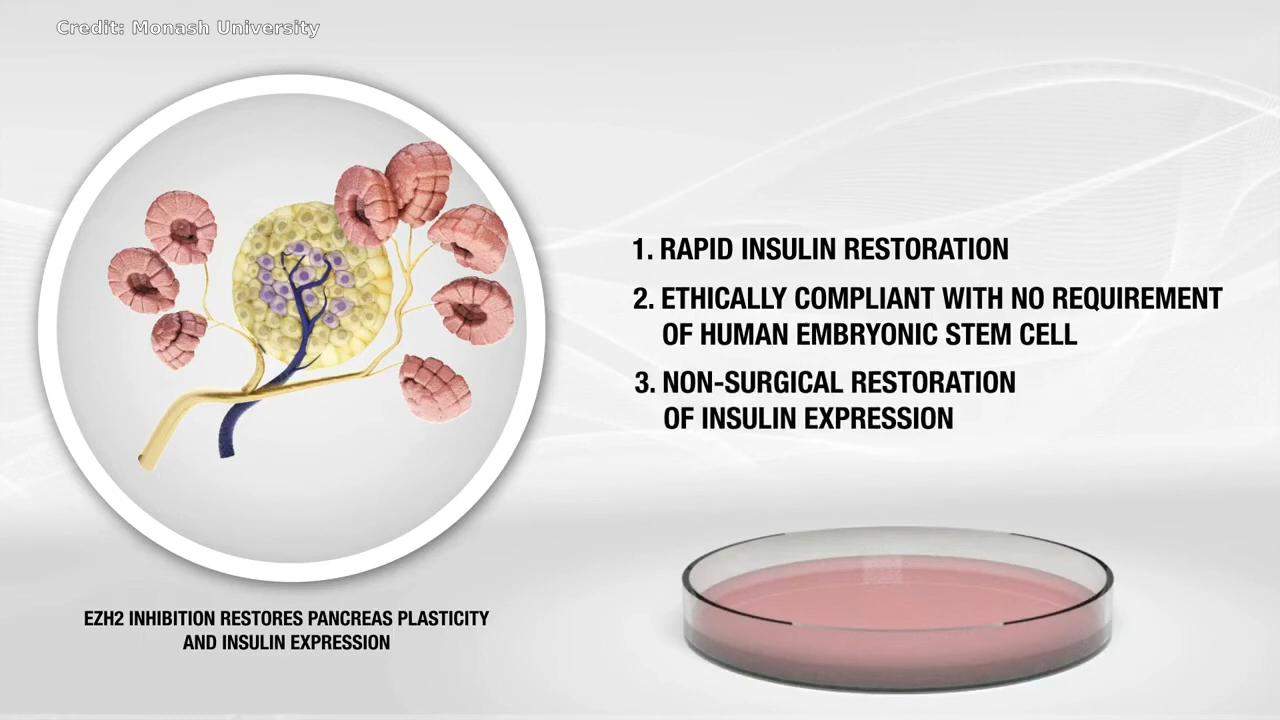 Credit: Monash University
1. RAPID INSULIN RESTORATION
2. ETHICALLY COMPLIANT WITH NO REQUIREMENT
OF HUMAN EMBRYONIC STEM CELL
3. NON-SURGICAL RESTORATION
OF INSULIN EXPRESSION
EZH2 INHIBITION RESTORES PANCREAS PLASTICITY
AND INSULIN EXPRESSION